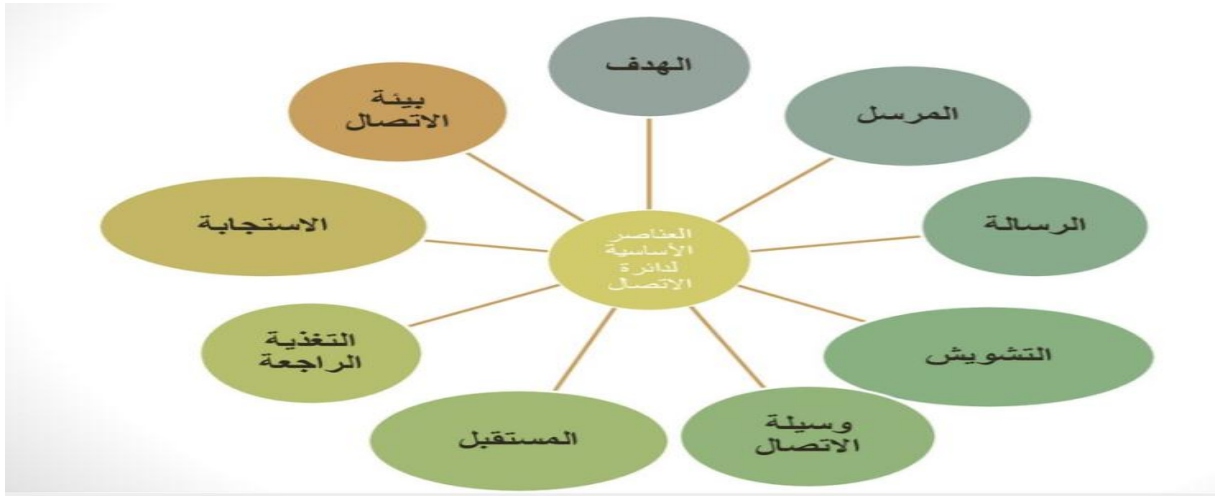 العناصر
الأساسية
لدائرة
الاتصال
الهدف
المرسل
الرسالة
التشويش
وسيلة
الاتصال
المستقبل
التغذية
الراجعة
الاستجابة
بيئة
الاتصال